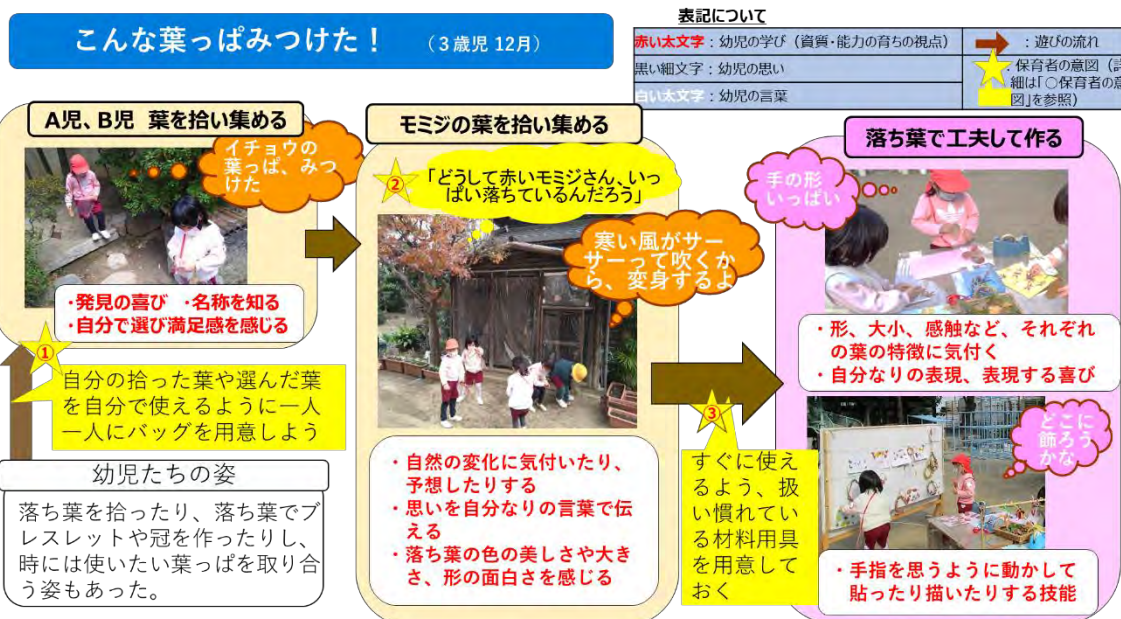 こんな葉っぱみつけた！ （３歳児 12月）
表記について
赤い太文字：幼児の学び（資質・能力の育ちの視点）
黒い細文字：幼児の思い
白い太文字：幼児の言葉
：遊びの流れ
：保育者の意図（詳
細は「○保育者の意
図」を参照）
A児、B児 葉を拾い集める
イチョウの
葉っぱ、みつ
けた
・発見の喜び ・名称を知る
・自分で選び満足感を感じる
①
自分の拾った葉や選んだ葉
を自分で使えるように一人
一人にバッグを用意しよう
幼児たちの姿
落ち葉を拾ったり、落ち葉でブ
レスレットや冠を作ったりし、
時には使いたい葉っぱを取り合
う姿もあった。
モミジの葉を拾い集める
②
「どうして赤いモミジさん、いっ
ぱい落ちているんだろう」
寒い風がサー
サーって吹くか
ら、変身するよ
・自然の変化に気付いたり、
予想したりする
・思いを自分なりの言葉で伝
える
・落ち葉の色の美しさや大き
さ、形の面白さを感じる
③
すぐに使え
るよう、扱
い慣れてい
る材料用具
を用意して
おく
落ち葉で工夫して作る
手の形
いっぱい
・形、大小、感触など、それぞれ
の葉の特徴に気付く
・自分なりの表現、表現する喜び
どこに
飾ろう
かな
・手指を思うように動かして
貼ったり描いたりする技能